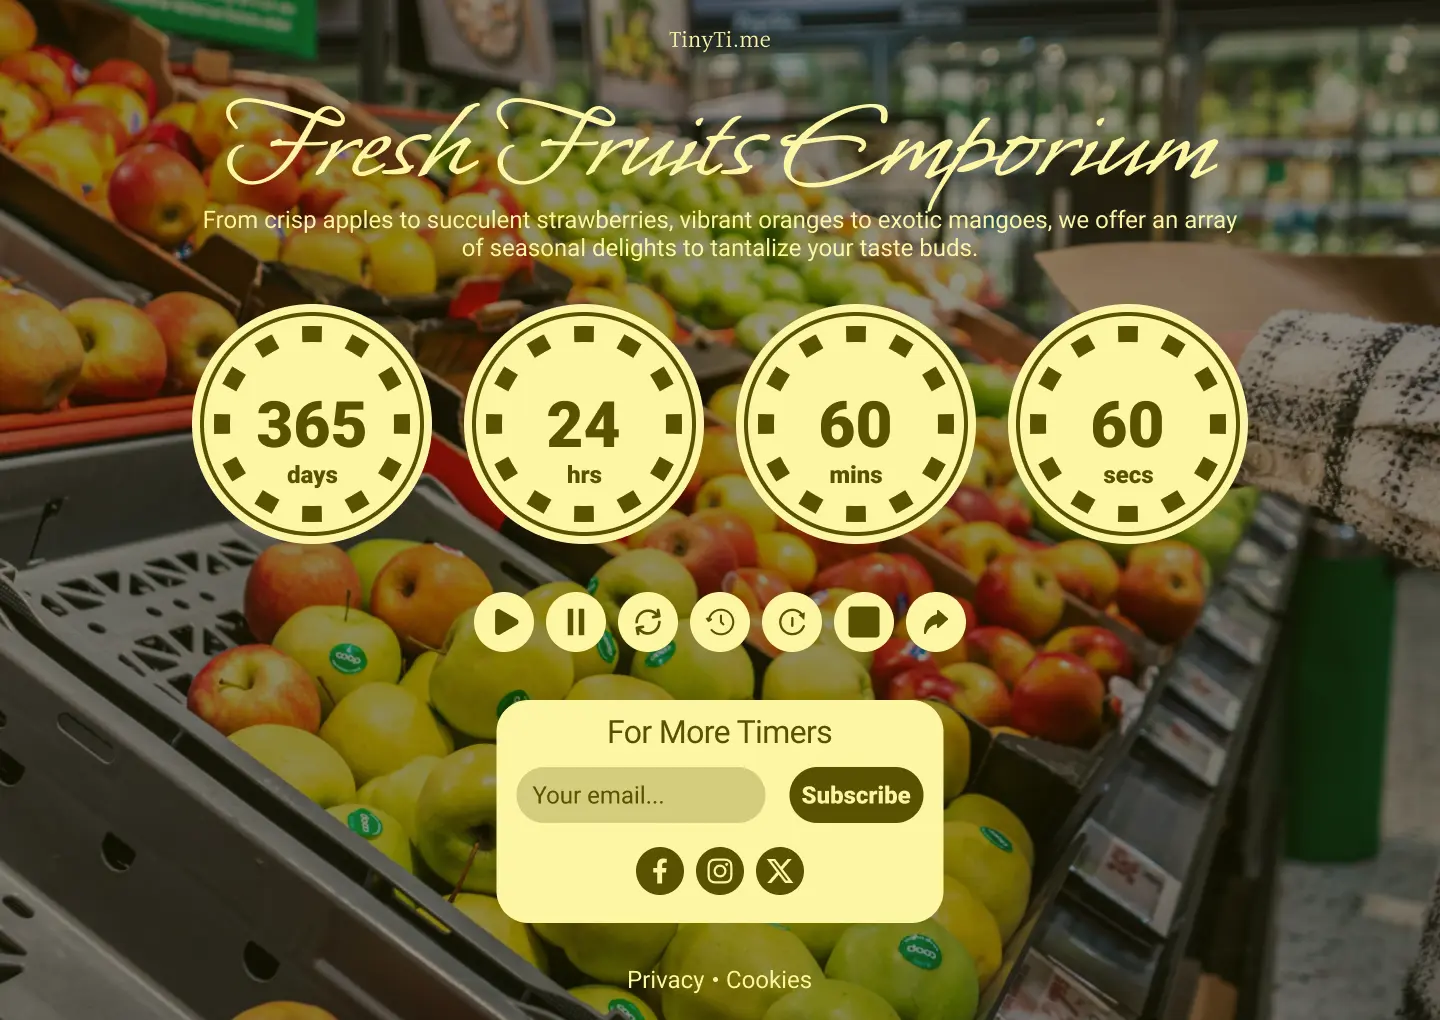 TinyTi.me
Fresh Fruits Emporium
From crisp apples to succulent strawberries, vibrant oranges to exotic mangoes, we offer an array
of seasonal delights to tantalize your taste buds.
365 24 60 60
days hrs mins secs
For More Timers
Your email... Subscribe
Privacy • Cookies
coop
coop